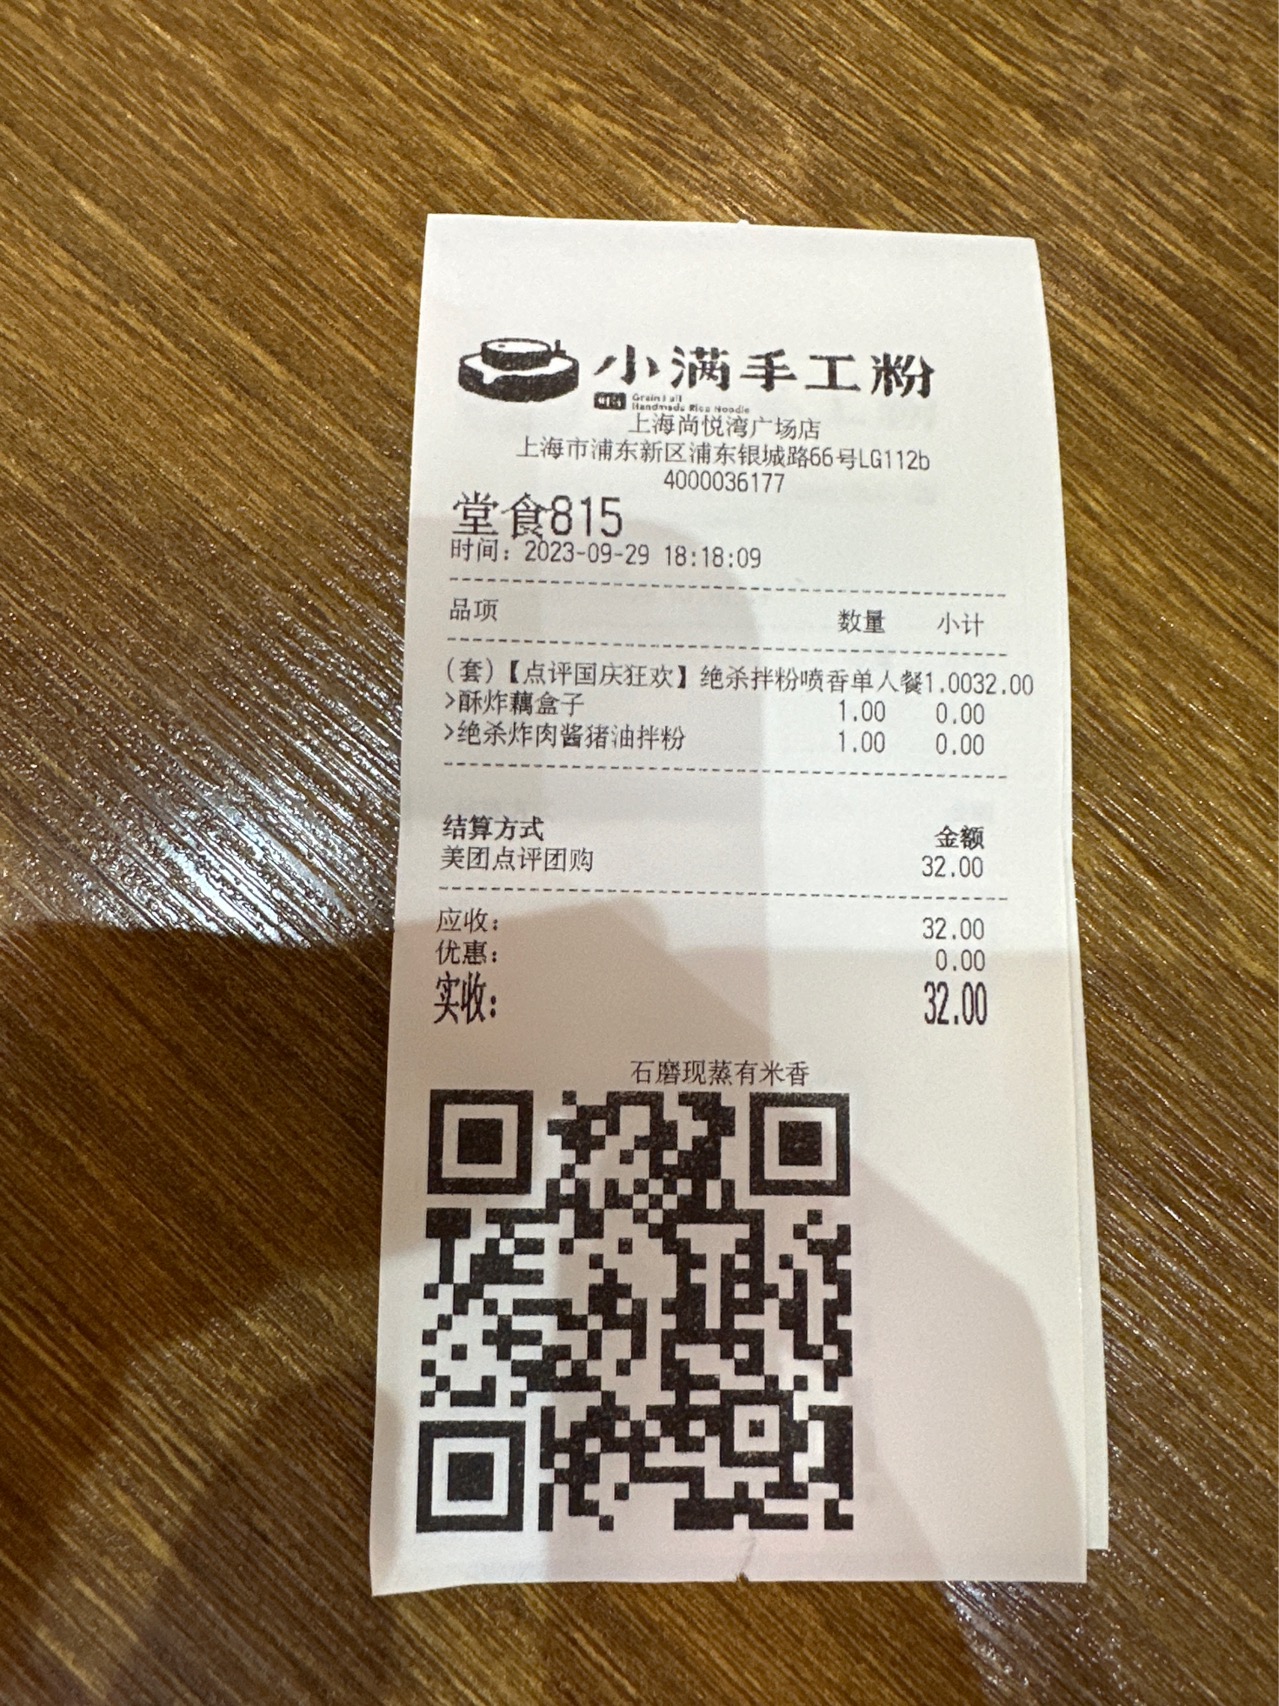 小满手工粉
Grain Full
Handmade Rice Noodle
上海尚悦湾广场店
上海市浦东新区浦东银城路66号LG112b
4000036177
堂食815
时间：2023-09-29 18:18:09
品项 数量 小计
(套)【点评国庆狂欢】绝杀拌粉喷香单人餐1.0032.00
>酥炸藕盒子 1.00 0.00
>绝杀炸肉酱猪油拌粉 1.00 0.00
结算方式 金额
美团点评团购 32.00
应收: 32.00
优惠: 0.00
实收: 32.00
石磨现蒸有米香